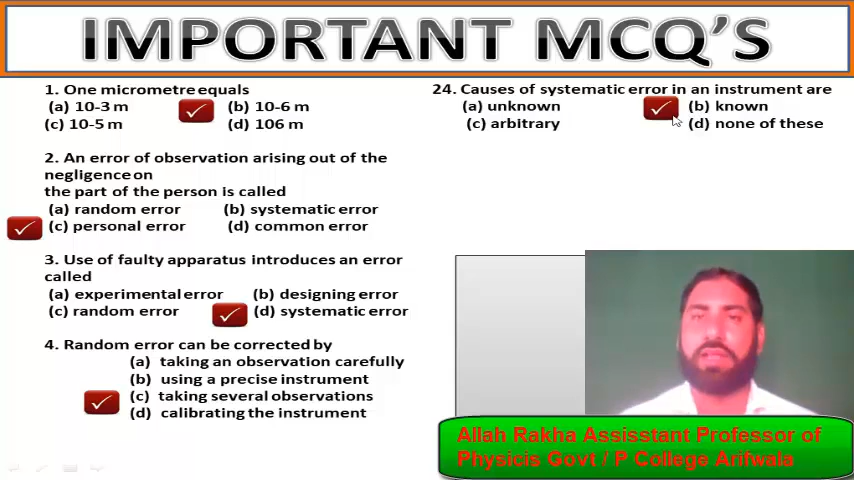 IMPORTANT MCQ'S
1. One micrometre equals
(a) 10-3 m (b) 10-6 m
(c) 10-5 m (d) 106 m
2. An error of observation arising out of the
negligence on
the part of the person is called
(a) random error (b) systematic error
(c) personal error (d) common error
3. Use of faulty apparatus introduces an error
called
(a) experimental error (b) designing error
(c) random error (d) systematic error
4. Random error can be corrected by
(a) taking an observation carefully
(b) using a precise instrument
(c) taking several observations
(d) calibrating the instrument
24. Causes of systematic error in an instrument are
(a) unknown (b) known
(c) arbitrary (d) none of these
Allah Rakha Assisstant Professor of
Physicis Govt / P College Arifwala